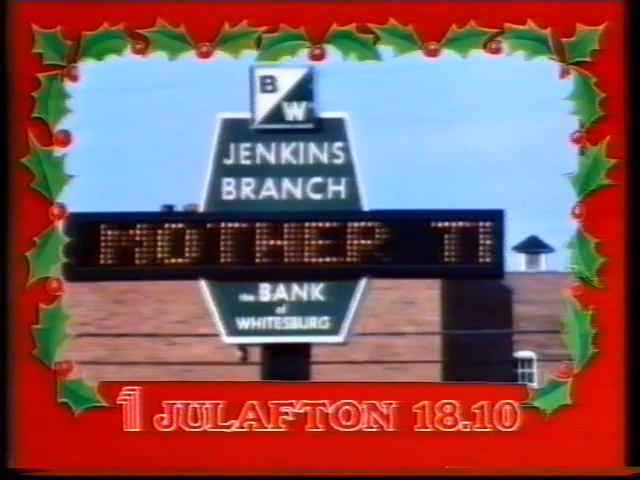 B
W
JENKINS
BRANCH
MOTHER TI
the BANK
of
WHITESBURG
1 JULAFTON 18.10